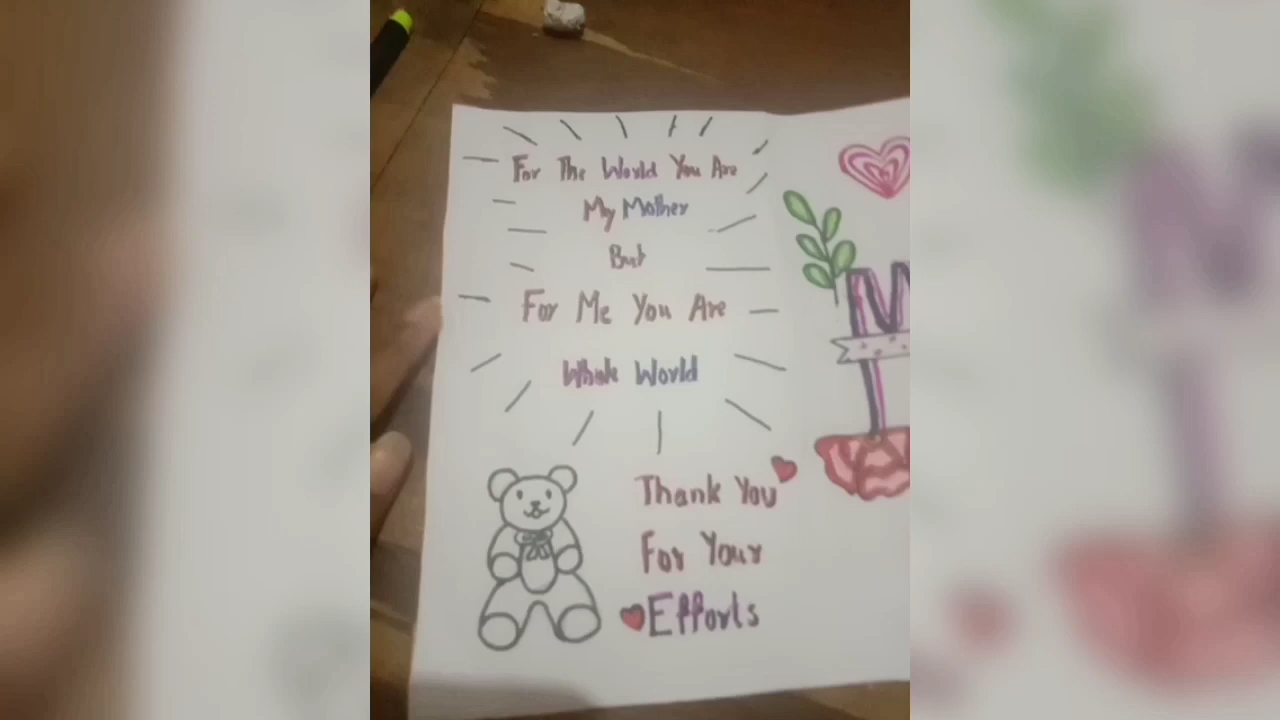 For The World You Are
My Mother
But
For Me You Are
Whole World
Thank You
For Your
Efforts
M